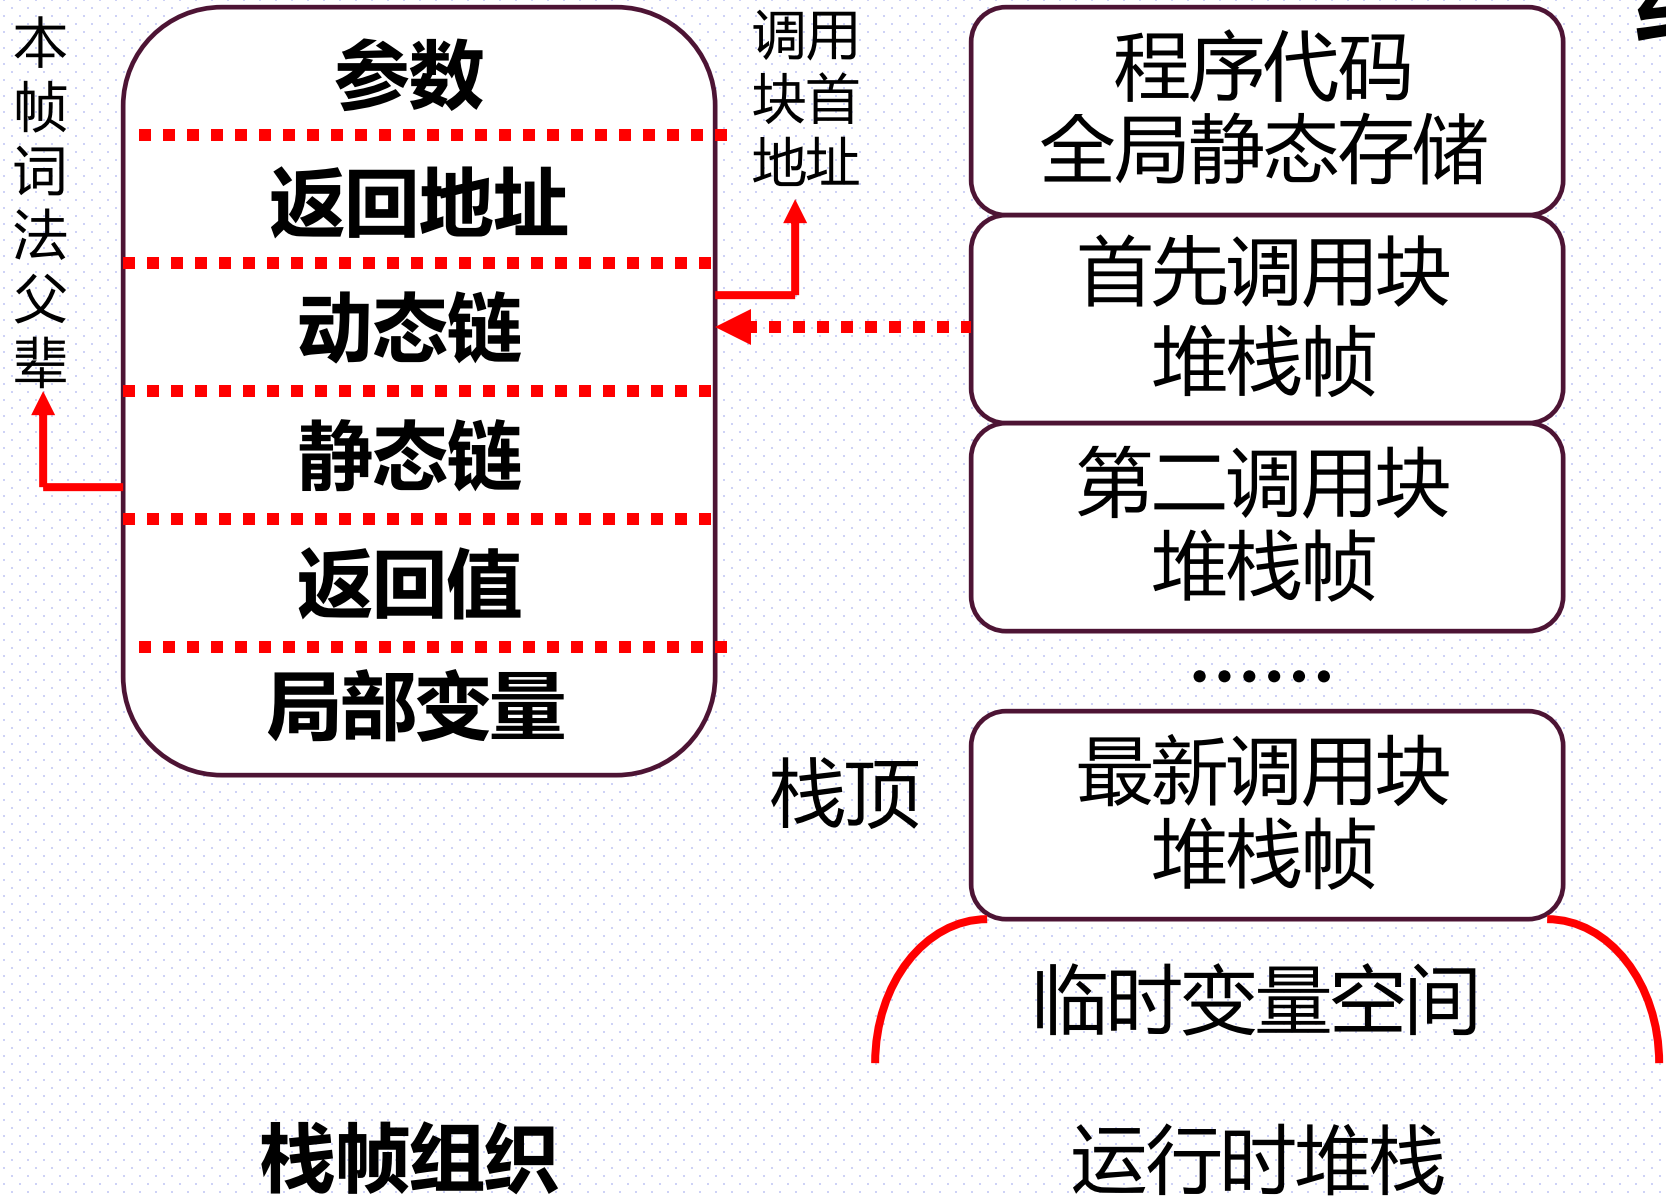 本
帧
词
法
父
辈
参数
返回地址
动态链
静态链
返回值
局部变量
调用
块首
地址
程序代码
全局静态存储
首先调用块
堆栈帧
第二调用块
堆栈帧
……
栈顶
最新调用块
堆栈帧
临时变量空间
栈帧组织
运行时堆栈